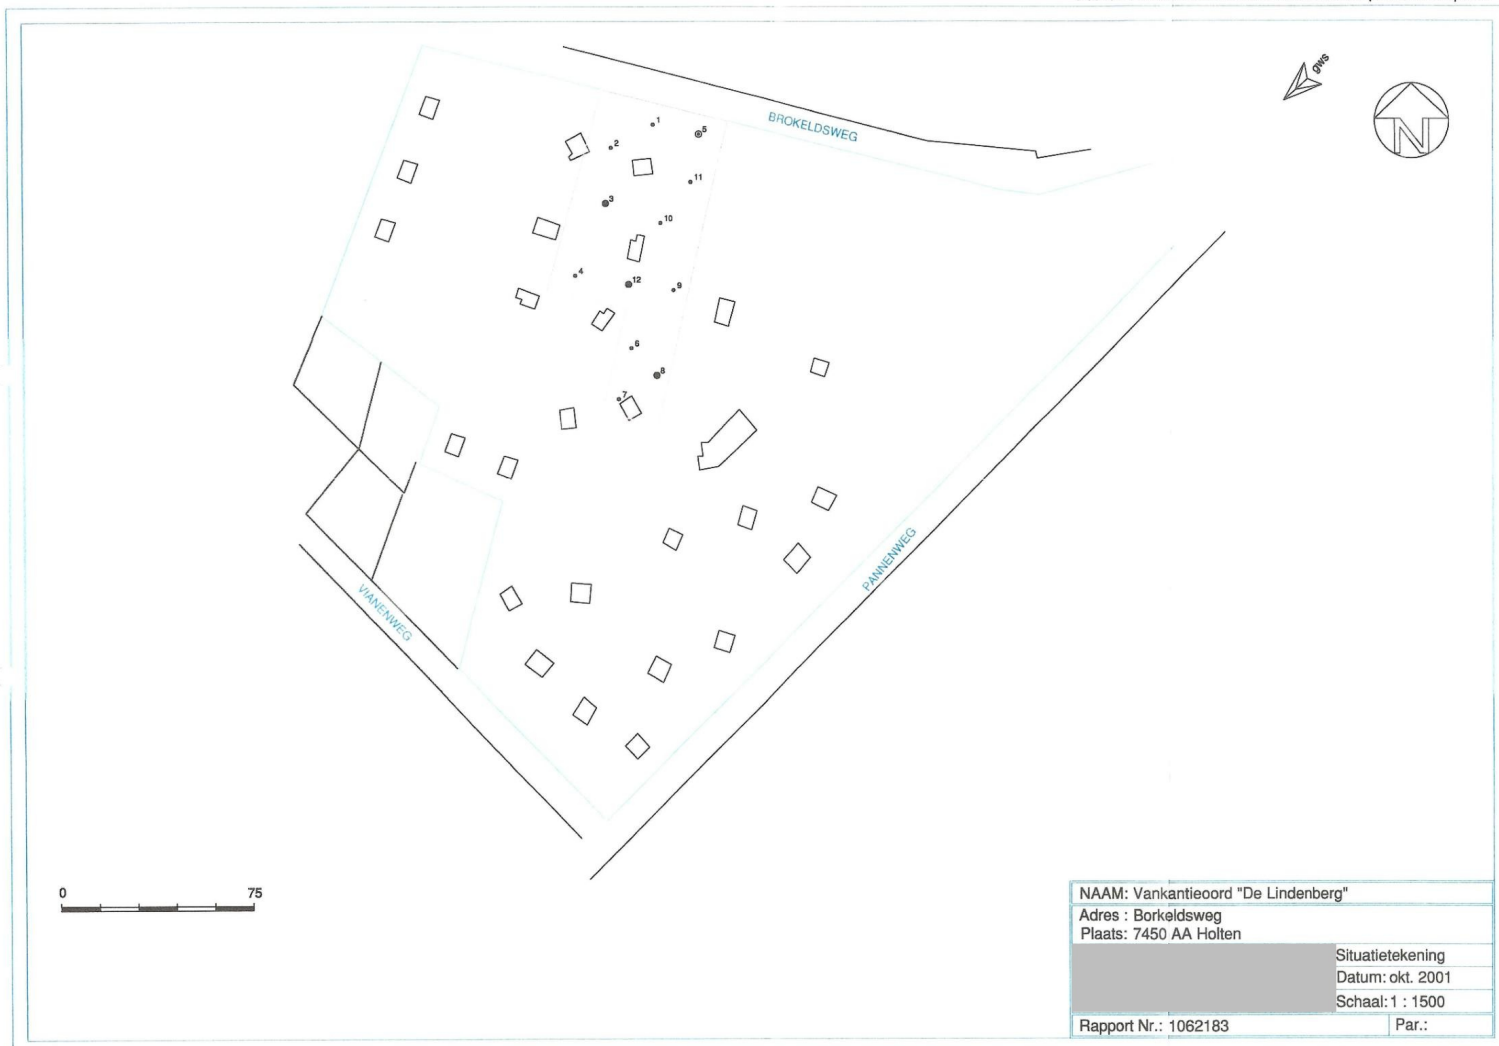 gws
N
BROKELDSWEG
1
5
2
11
3
10
4
12
9
6
8
7
PANNENWEG
VIANENWEG
0 75
NAAM: Vankantieoord "De Lindenberg"
Adres : Borkeldsweg
Plaats: 7450 AA Holten
Situatietekening
Datum: okt. 2001
Schaal: 1 : 1500
Rapport Nr.: 1062183 Par.: